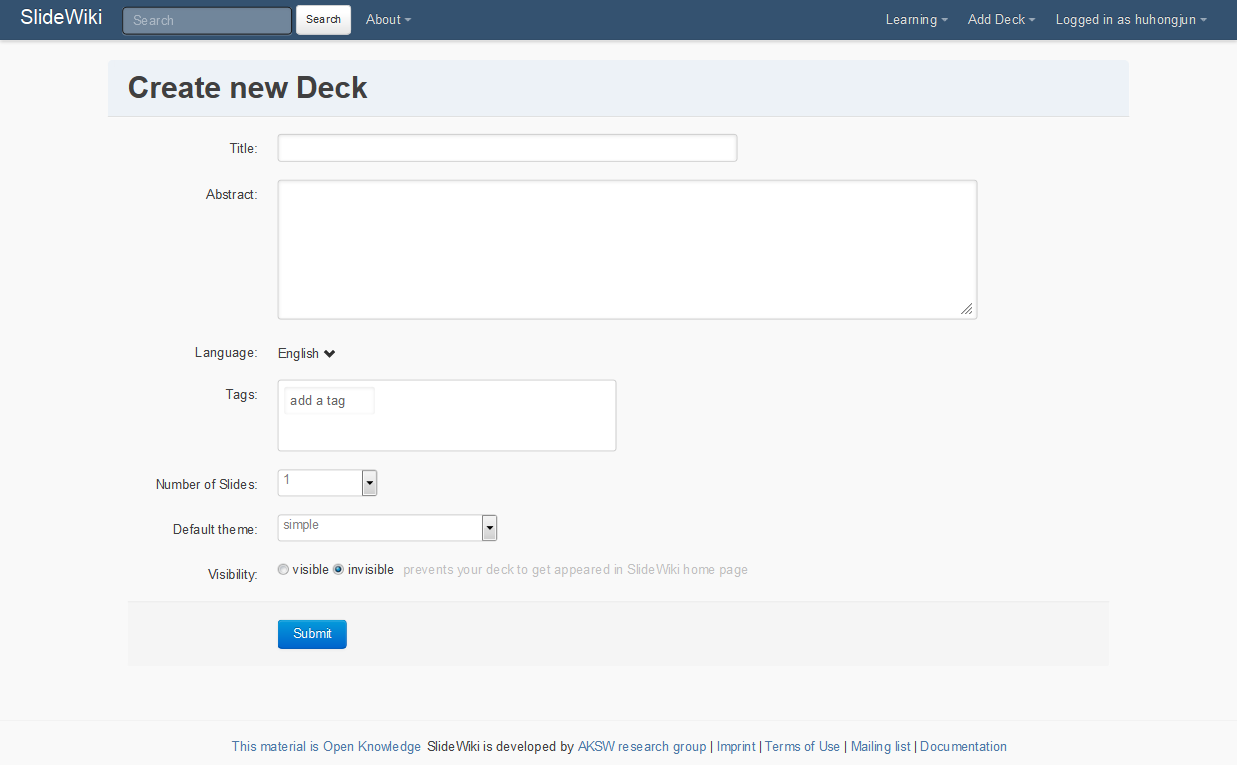 SlideWiki Search Search About Learning Add Deck Logged in as huhongjun
Create new Deck
Title:
Abstract:
Language: English
Tags: add a tag
Number of Slides: 1
Default theme: simple
Visibility: visible invisible prevents your deck to get appeared in SlideWiki home page
Submit
This material is Open Knowledge SlideWiki is developed by AKSW research group | Imprint | Terms of Use | Mailing list | Documentation